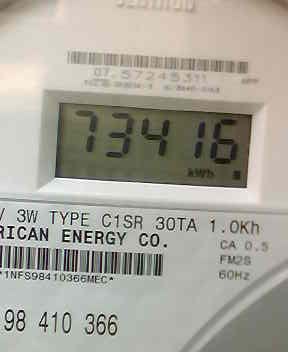 07 57245311
73416
kWh
/ 3W TYPE C1SR 30TA 1.0Kh
RICAN ENERGY CO.
CA 0.5
FM2S
60Hz
*1NFS98410366MEC*
98 410 366